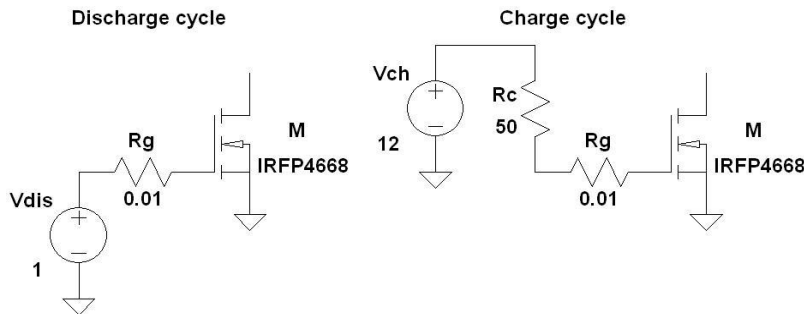 Discharge cycle
Rg
0.01
M
IRFP4668
Vdis
1
Charge cycle
Vch
12
Rc
50
Rg
0.01
M
IRFP4668